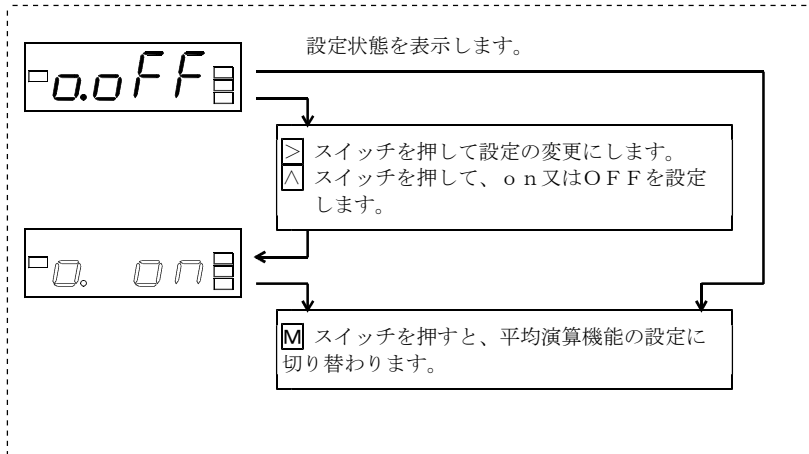 設定状態を表示します。
o.oFF
> スイッチを押して設定の変更にします。
∧ スイッチを押して、ｏｎ又はＯＦＦを設定
します。
o. on
M スイッチを押すと、平均演算機能の設定に
切り替わります。